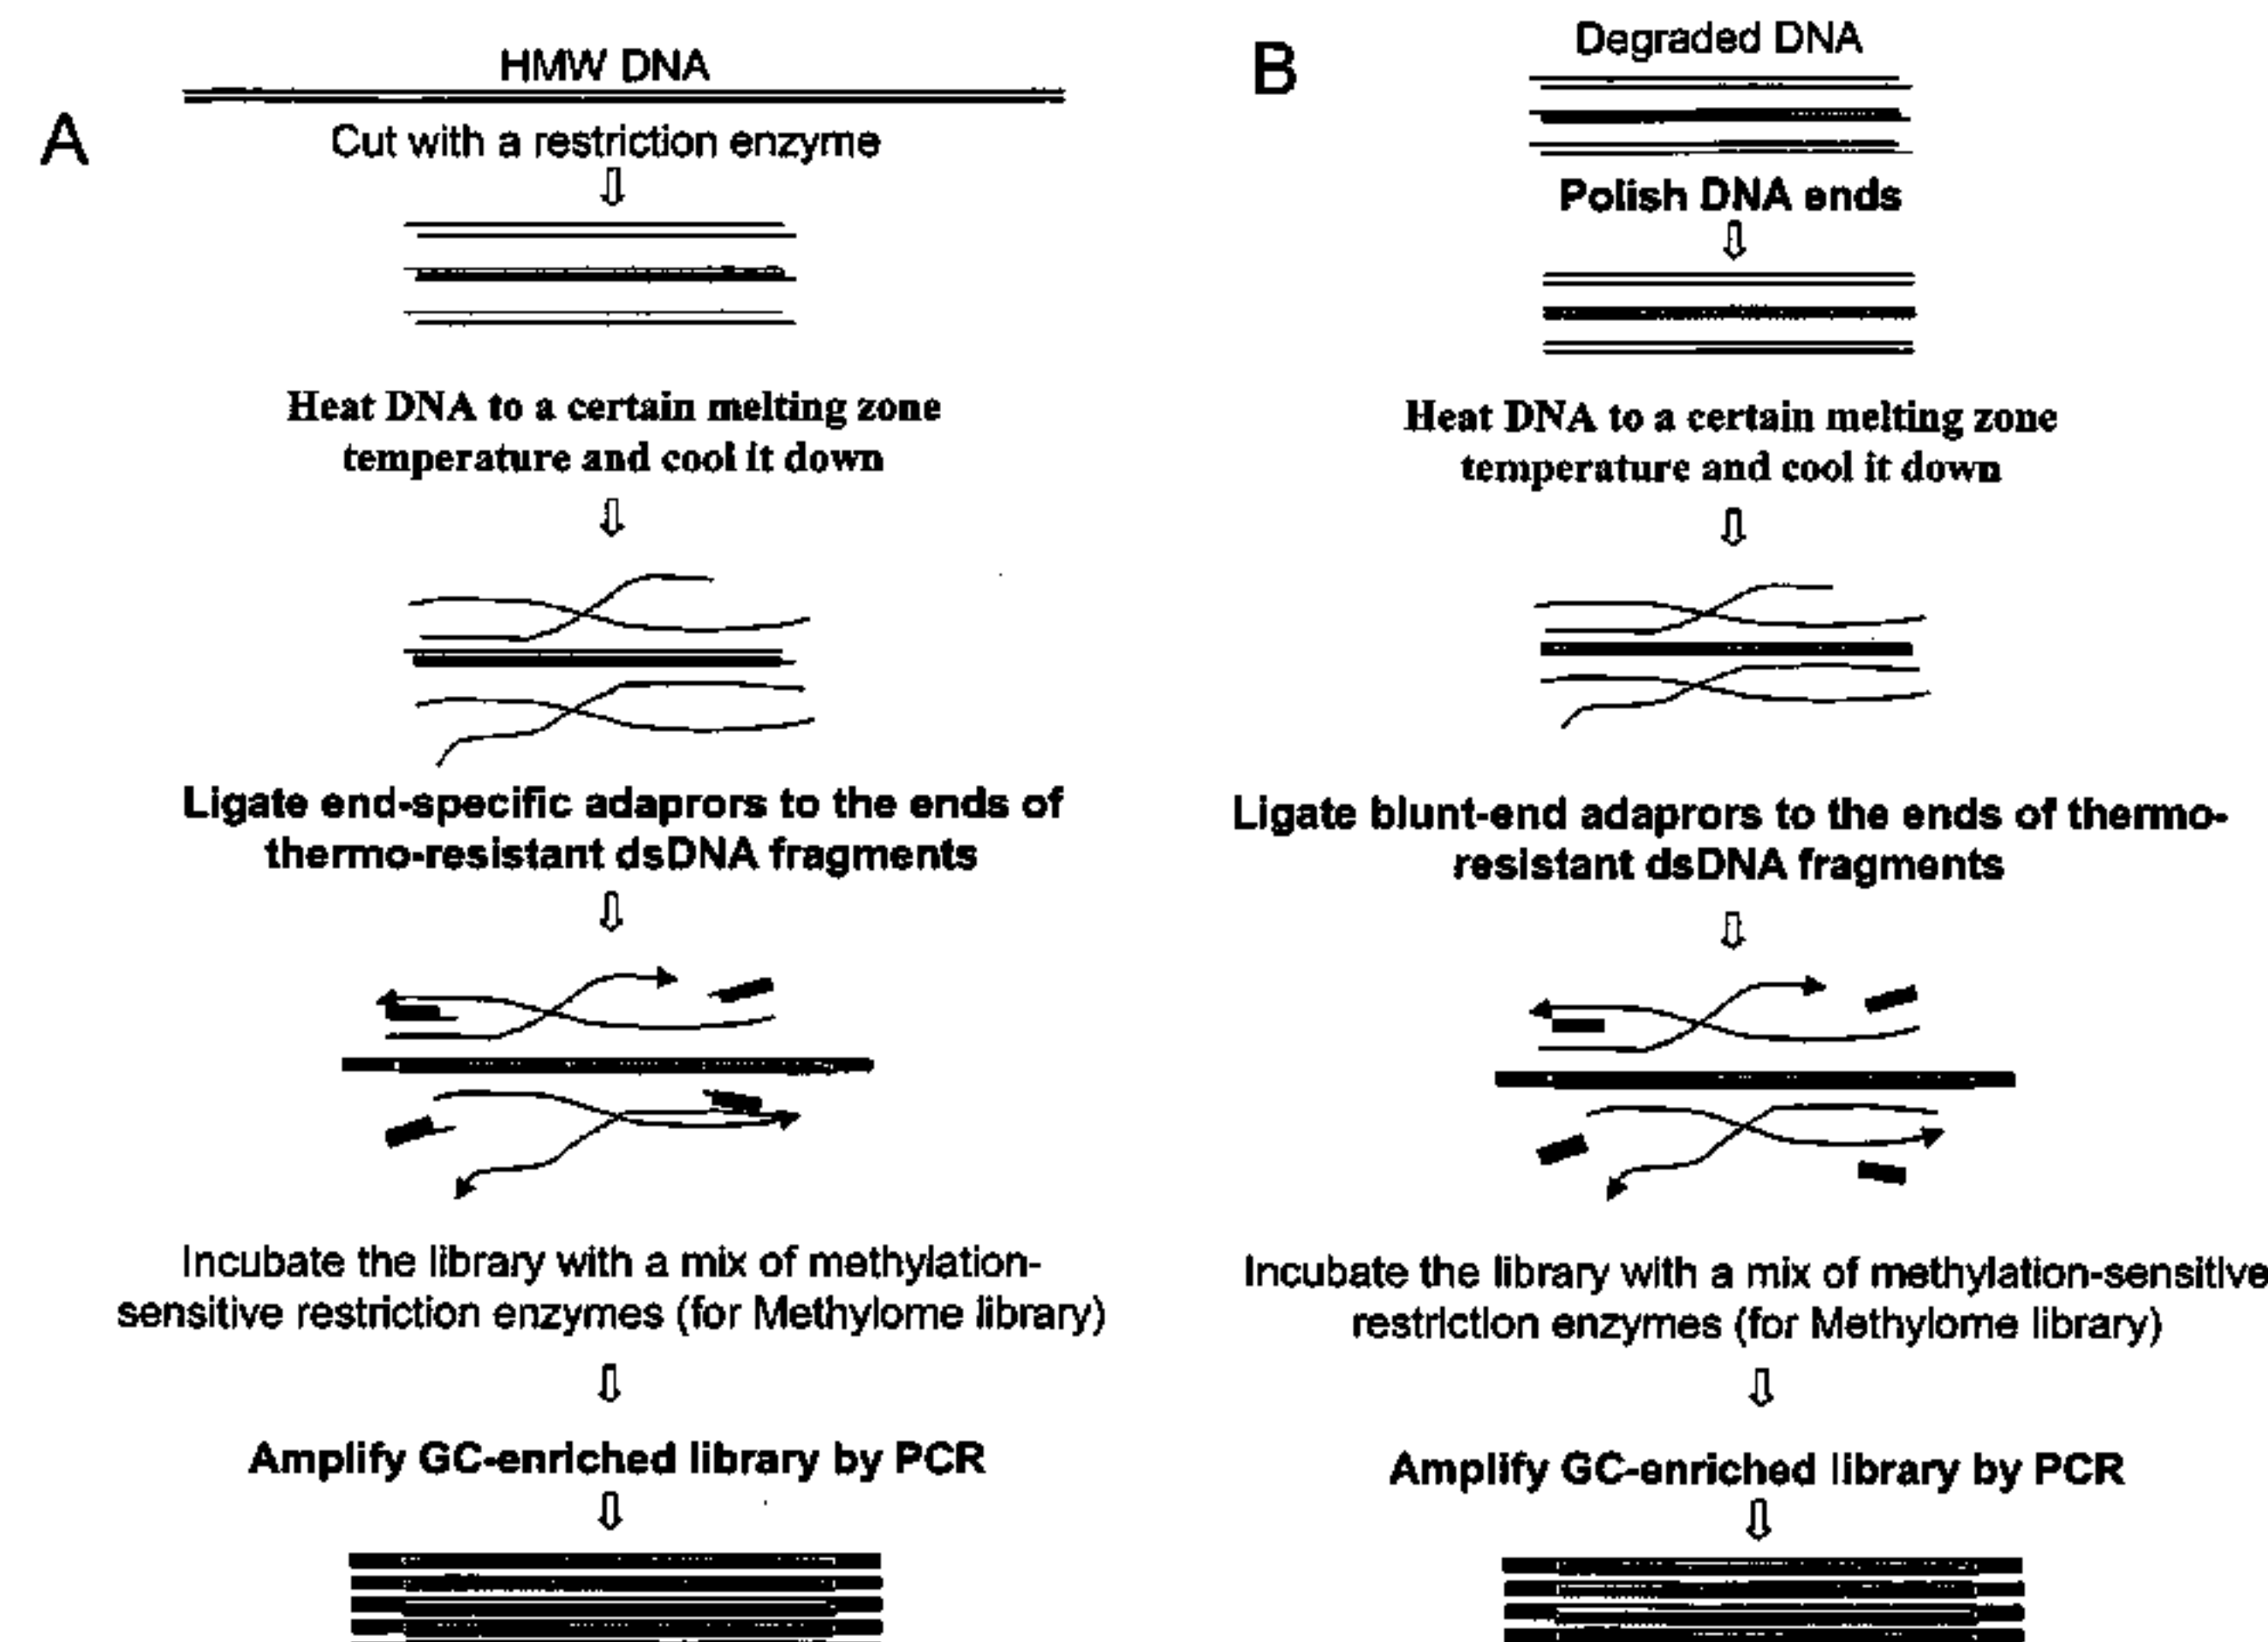 A
HMW DNA
Cut with a restriction enzyme
Heat DNA to a certain melting zone
temperature and cool it down
Ligate end-specific adaprors to the ends of
thermo-resistant dsDNA fragments
Incubate the library with a mix of methylation-
sensitive restriction enzymes (for Methylome library)
Amplify GC-enriched library by PCR
B
Degraded DNA
Polish DNA ends
Heat DNA to a certain melting zone
temperature and cool it down
Ligate blunt-end adaprors to the ends of thermo-
resistant dsDNA fragments
Incubate the library with a mix of methylation-sensitive
restriction enzymes (for Methylome library)
Amplify GC-enriched library by PCR